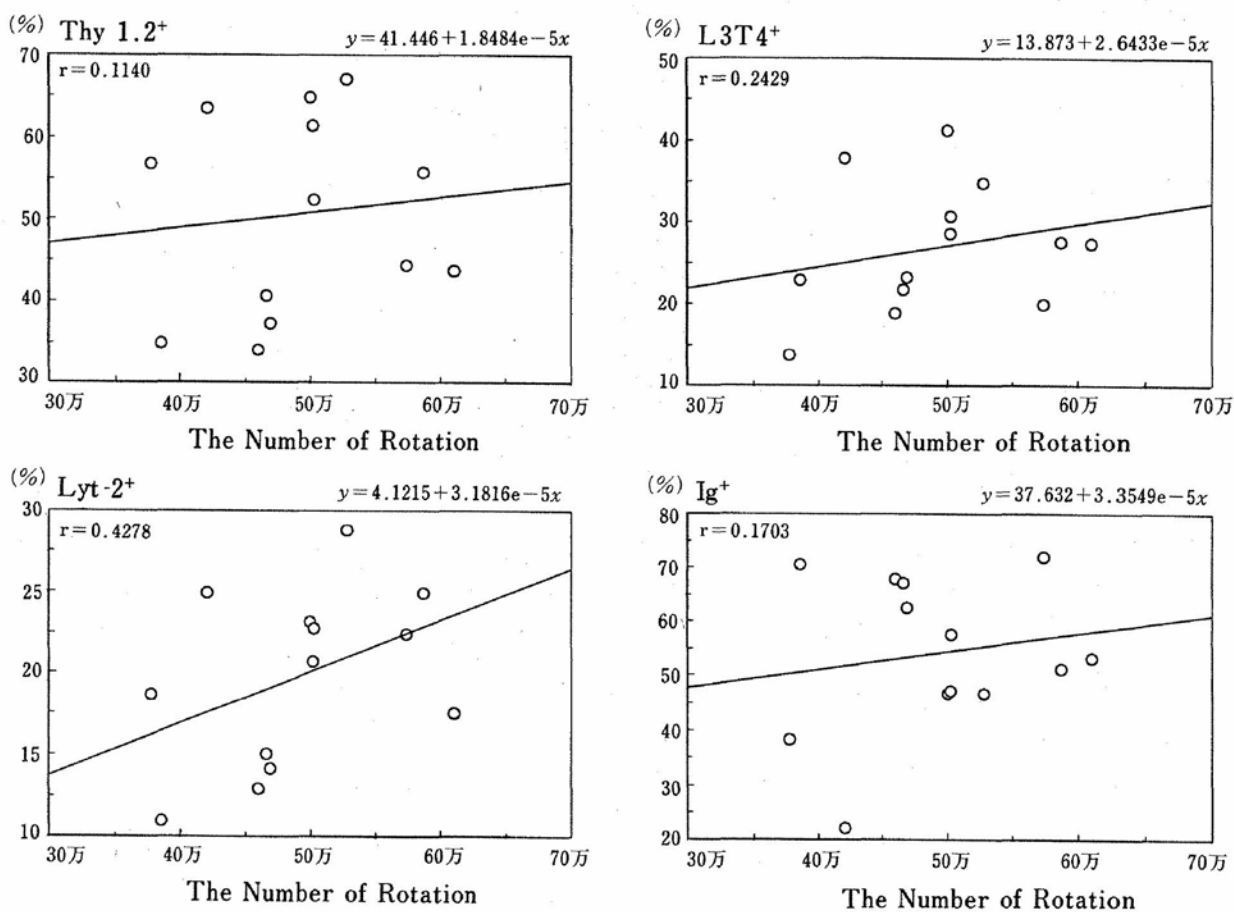 (%) Thy 1.2⁺ y=41.446+1.8484e-5x
r=0.1140
70
60
50
40
30
30万 40万 50万 60万 70万
The Number of Rotation
(%) L3T4⁺ y=13.873+2.6433e-5x
r=0.2429
50
40
30
20
10
30万 40万 50万 60万 70万
The Number of Rotation
(%) Lyt-2⁺ y=4.1215+3.1816e-5x
r=0.4278
30
25
20
15
10
30万 40万 50万 60万 70万
The Number of Rotation
(%) Ig⁺ y=37.632+3.3549e-5x
r=0.1703
80
70
60
50
40
30
20
30万 40万 50万 60万 70万
The Number of Rotation